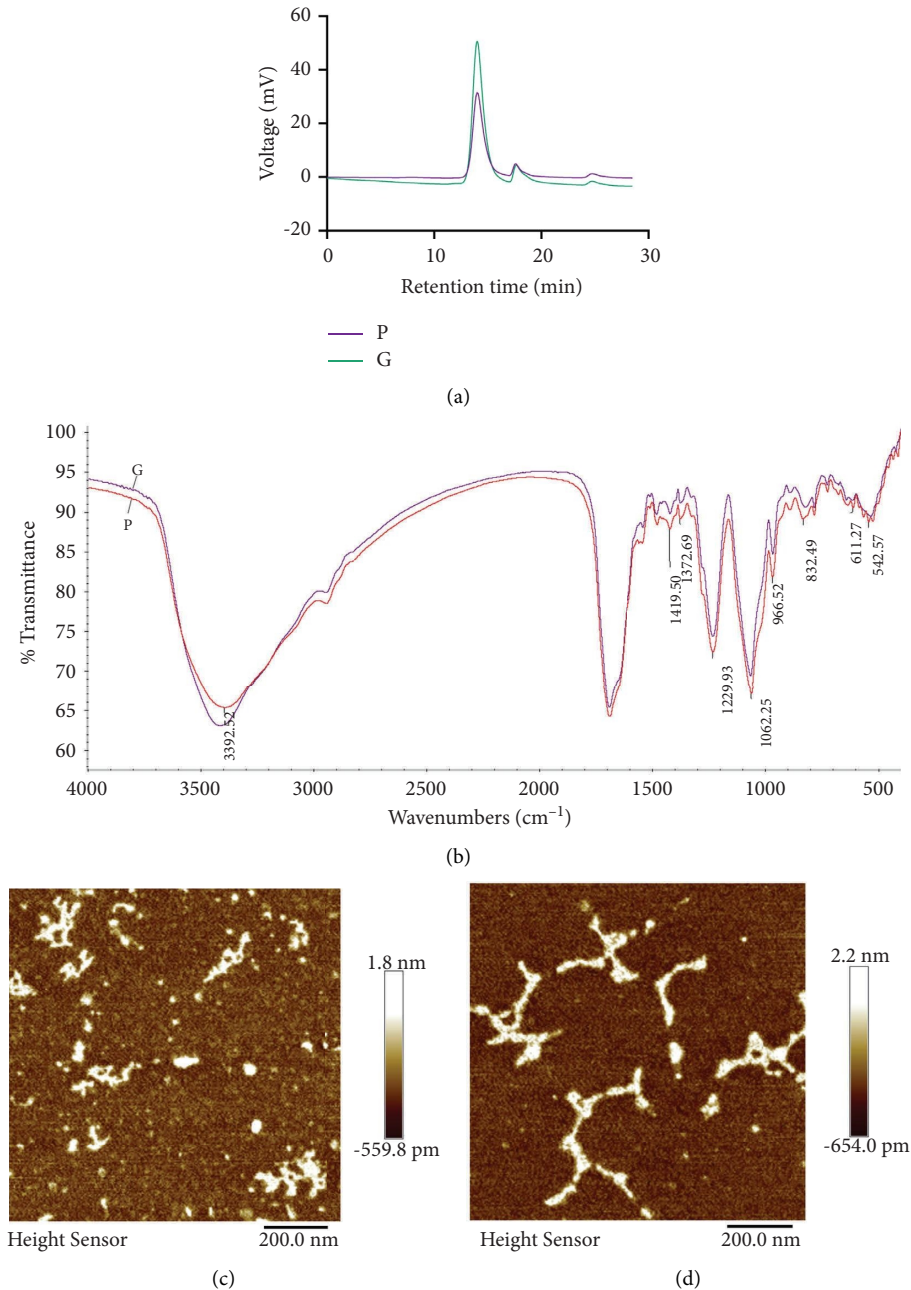 60
40
20
0
-20
Voltage (mV)
0
10
20
30
Retention time (min)
P
G
(a)
100
95
90
85
80
75
70
65
60
% Transmittance
G
P
3392.52
1419.50
1372.69
1229.93
1062.25
966.52
832.49
611.27
542.57
4000
3500
3000
2500
2000
1500
1000
500
Wavenumbers (cm⁻¹)
(b)
1.8 nm
-559.8 pm
Height Sensor
200.0 nm
(c)
2.2 nm
-654.0 pm
Height Sensor
200.0 nm
(d)